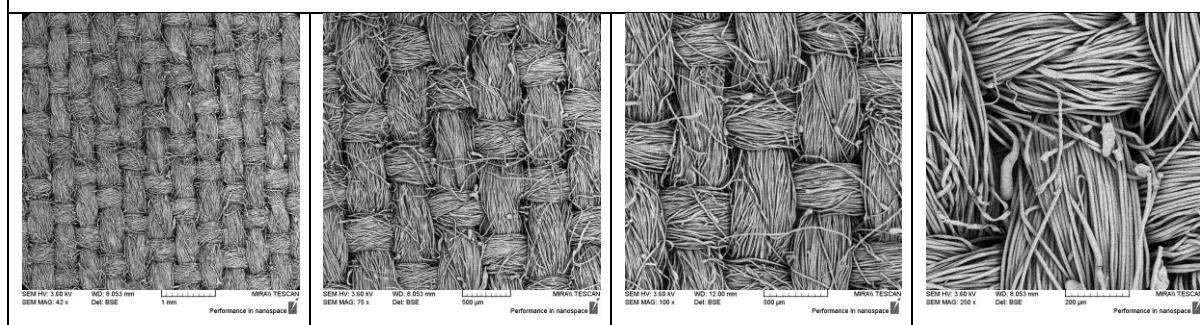 SEM HV: 3.60 kV WD: 8.053 mm MIRA\\ TESCAN
SEM MAG: 42 x Det: BSE 1 mm
Performance in nanospace
SEM HV: 3.60 kV WD: 8.053 mm MIRA\\ TESCAN
SEM MAG: 75 x Det: BSE 500 µm
Performance in nanospace
SEM HV: 3.60 kV WD: 12.00 mm MIRA\\ TESCAN
SEM MAG: 100 x Det: BSE 500 µm
Performance in nanospace
SEM HV: 3.60 kV WD: 8.053 mm MIRA\\ TESCAN
SEM MAG: 250 x Det: BSE 200 µm
Performance in nanospace